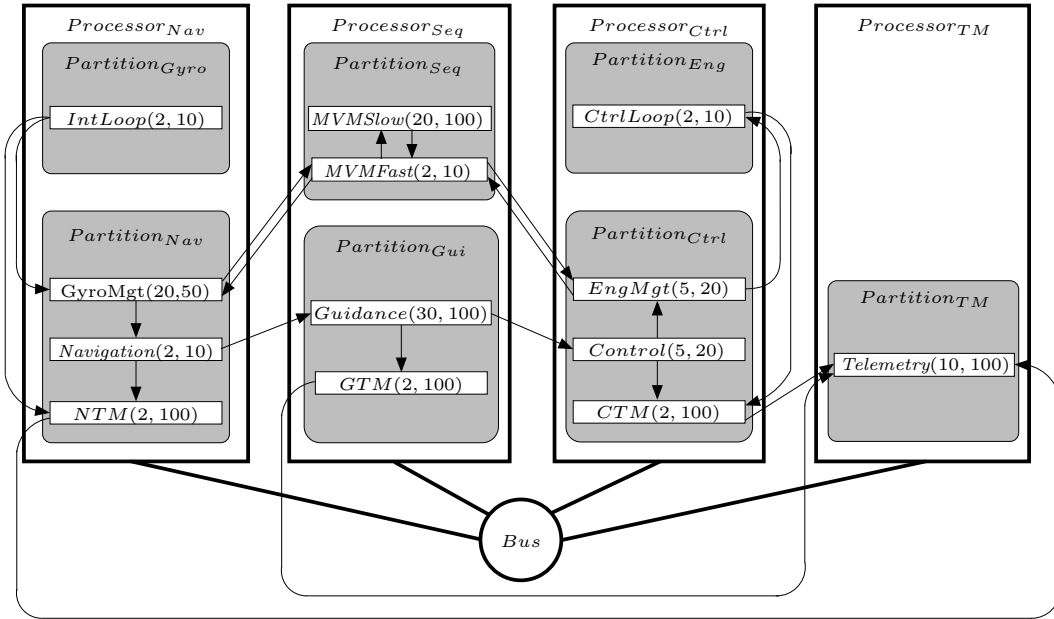 Processor_Nav
Partition_Gyro
IntLoop(2, 10)
Partition_Nav
GyroMgt(20,50)
Navigation(2, 10)
NTM(2, 100)
Processor_Seq
Partition_Seq
MVMSlow(20, 100)
MVMFast(2, 10)
Partition_Gui
Guidance(30, 100)
GTM(2, 100)
Processor_Ctrl
Partition_Eng
CtrlLoop(2, 10)
Partition_Ctrl
EngMgt(5, 20)
Control(5, 20)
CTM(2, 100)
Processor_TM
Partition_TM
Telemetry(10, 100)
Bus